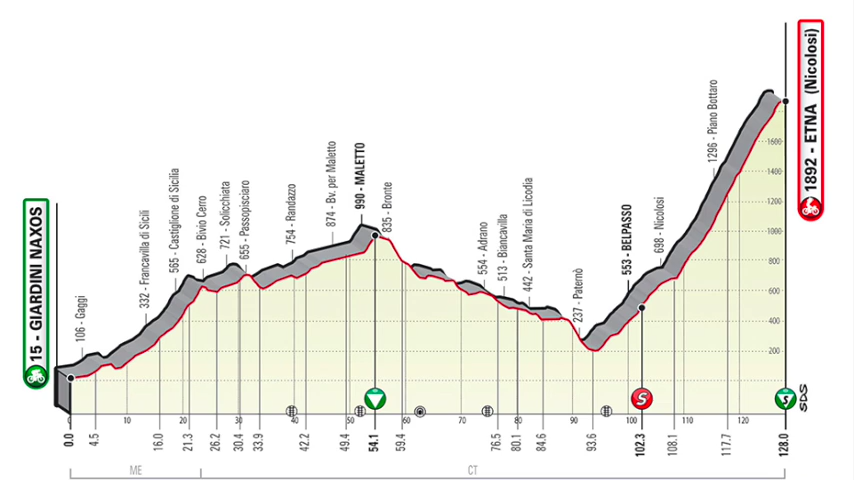 15 - GIARDINI NAXOS
106 - Gaggi
332 - Francavilla di Sicili
565 - Castiglione di Sicilia
628 - Bivio Cerro
721 - Solicchiata
655 - Passopisciaro
754 - Randazzo
874 - Bv. per Maletto
990 - MALETTO
835 - Bronte
554 - Adrano
513 - Biancavilla
442 - Santa Maria di Licodia
237 - Paternò
553 - BELPASSO
698 - Nicolosi
1296 - Piano Bottaro
1892 - ETNA (Nicolosi)
1600
1400
1200
1000
800
600
400
200
S
S
SDS
0 10 20 30 40 50 60 70 80 90 100 110 120
0.0 4.5 10.6 16.0 21.3 26.2 30.4 33.9 42.2 49.4 54.1 59.4 76.5 80.1 84.6 93.6 102.3 108.1 117.7 128.0
ME CT